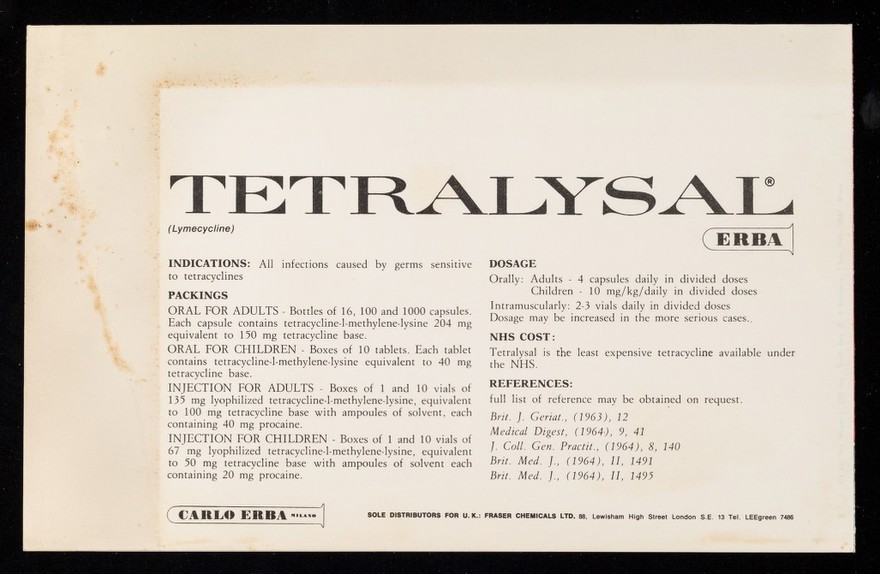 TETRALYSAL®
(Lymecycline)
ERBA
INDICATIONS: All infections caused by germs sensitive
to tetracyclines
PACKINGS
ORAL FOR ADULTS - Bottles of 16, 100 and 1000 capsules.
Each capsule contains tetracycline-l-methylene-lysine 204 mg
equivalent to 150 mg tetracycline base.
ORAL FOR CHILDREN - Boxes of 10 tablets. Each tablet
contains tetracycline-l-methylene-lysine equivalent to 40 mg
tetracycline base.
INJECTION FOR ADULTS - Boxes of 1 and 10 vials of
135 mg lyophilized tetracycline-l-methylene-lysine, equivalent
to 100 mg tetracycline base with ampoules of solvent, each
containing 40 mg procaine.
INJECTION FOR CHILDREN - Boxes of 1 and 10 vials of
67 mg lyophilized tetracycline-l-methylene-lysine, equivalent
to 50 mg tetracycline base with ampoules of solvent each
containing 20 mg procaine.
DOSAGE
Orally: Adults - 4 capsules daily in divided doses
Children - 10 mg/kg/daily in divided doses
Intramuscularly: 2-3 vials daily in divided doses
Dosage may be increased in the more serious cases.
NHS COST:
Tetralysal is the least expensive tetracycline available under
the NHS.
REFERENCES:
full list of reference may be obtained on request.
Brit. J. Geriat., (1963), 12
Medical Digest, (1964), 9, 41
J. Coll. Gen. Practit., (1964), 8, 140
Brit. Med. J., (1964), II, 1491
Brit. Med. J., (1964), II, 1495
CARLO ERBA MILANO
SOLE DISTRIBUTORS FOR U.K.: FRASER CHEMICALS LTD. 88, Lewisham High Street London S.E. 13 Tel. LEEgreen 7486